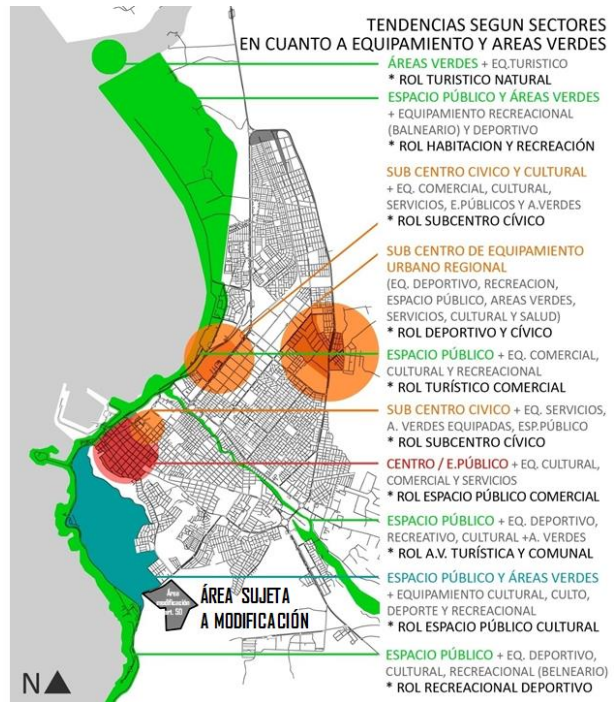 TENDENCIAS SEGUN SECTORES
EN CUANTO A EQUIPAMIENTO Y AREAS VERDES
ÁREAS VERDES + EQ.TURISTICO
* ROL TURISTICO NATURAL
ESPACIO PÚBLICO Y ÁREAS VERDES
+ EQUIPAMIENTO RECREACIONAL
(BALNEARIO) Y DEPORTIVO
* ROL HABITACION Y RECREACIÓN
SUB CENTRO CIVICO Y CULTURAL
+ EQ. COMERCIAL, CULTURAL,
SERVICIOS, E.PÚBLICOS Y A.VERDES
* ROL SUBCENTRO CÍVICO
SUB CENTRO DE EQUIPAMIENTO
URBANO REGIONAL
(EQ. DEPORTIVO, RECREACION,
ESPACIO PÚBLICO, AREAS VERDES,
SERVICIOS, CULTURAL Y SALUD)
* ROL DEPORTIVO Y CÍVICO
ESPACIO PÚBLICO + EQ. COMERCIAL,
CULTURAL Y RECREACIONAL
* ROL TURÍSTICO COMERCIAL
SUB CENTRO CIVICO + EQ. SERVICIOS,
A. VERDES EQUIPADAS, ESP.PÚBLICO
* ROL SUBCENTRO CÍVICO
CENTRO / E.PÚBLICO + EQ. CULTURAL,
COMERCIAL Y SERVICIOS
* ROL ESPACIO PÚBLICO COMERCIAL
ESPACIO PÚBLICO + EQ. DEPORTIVO,
RECREATIVO, CULTURAL +A. VERDES
* ROL A.V. TURÍSTICA Y COMUNAL
ESPACIO PÚBLICO Y ÁREAS VERDES
+ EQUIPAMIENTO CULTURAL, CULTO,
DEPORTE Y RECREACIONAL
* ROL ESPACIO PÚBLICO CULTURAL
ESPACIO PÚBLICO + EQ. DEPORTIVO,
CULTURAL, RECREACIONAL (BELNEARIO)
* ROL RECREACIONAL DEPORTIVO
Área
modificación
art. 50
ÁREA SUJETA
A MODIFICACIÓN
N